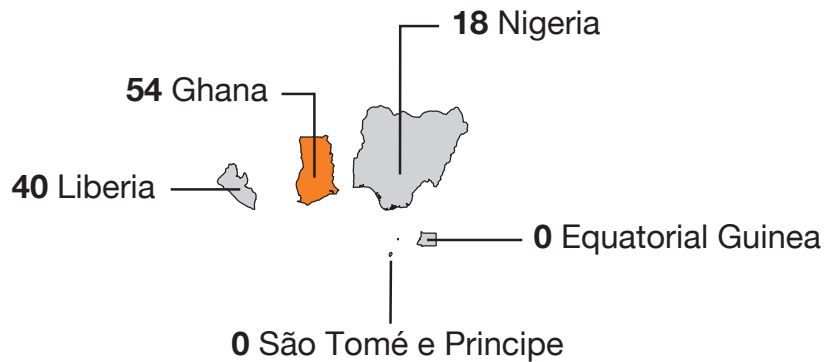 18 Nigeria
54 Ghana
40 Liberia
0 Equatorial Guinea
0 São Tomé e Principe